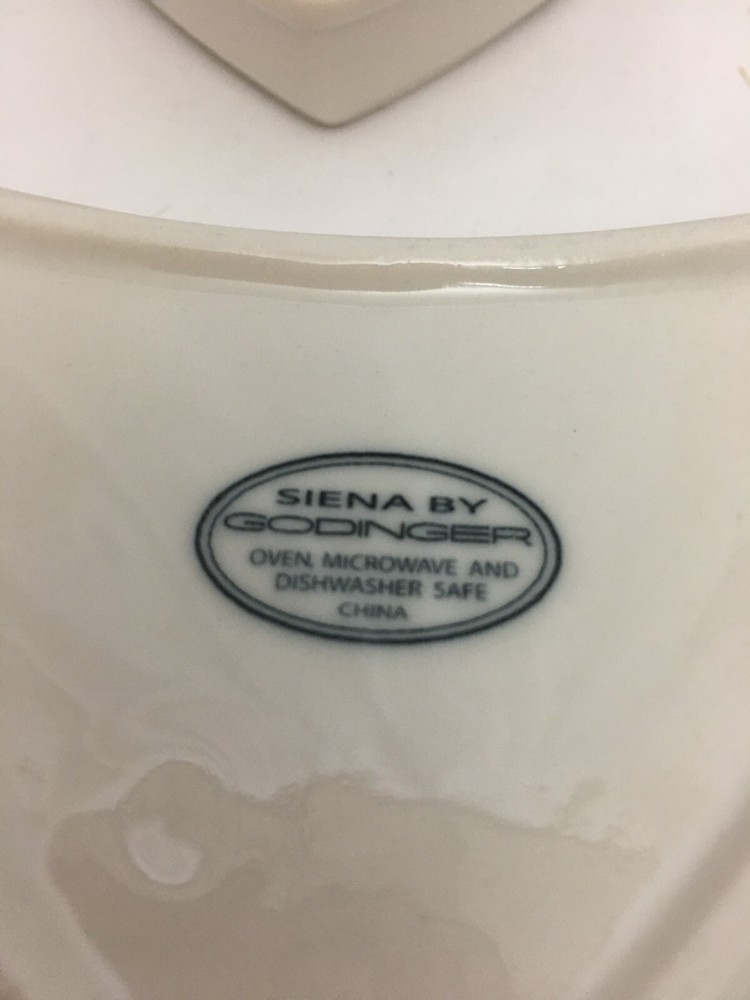 SIENA BY
GODINGER
OVEN, MICROWAVE AND
DISHWASHER SAFE
CHINA